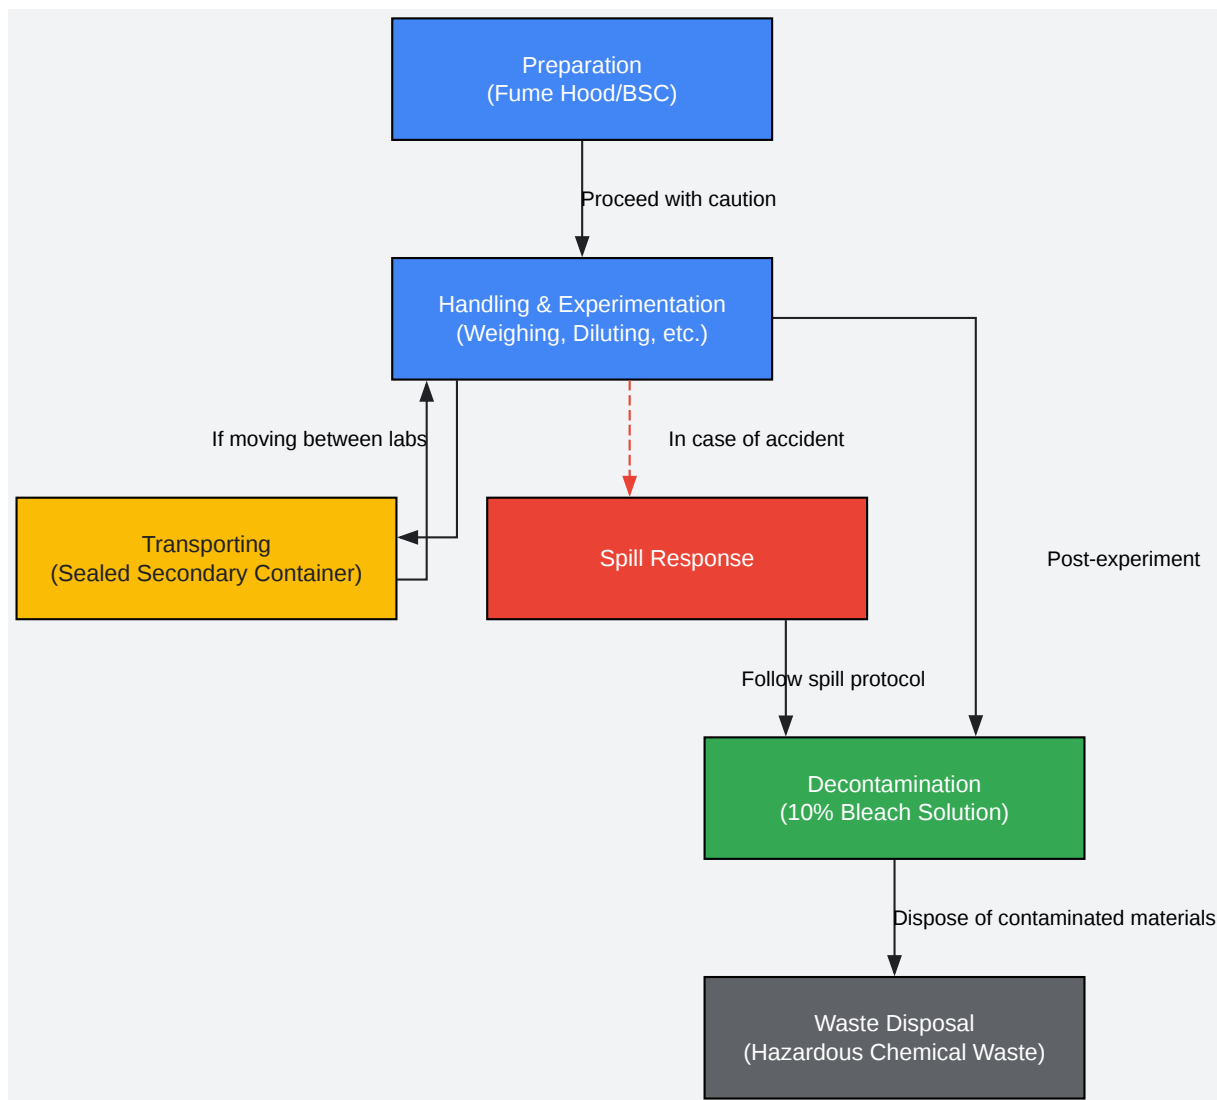 Preparation
(Fume Hood/BSC)
Proceed with caution
Handling & Experimentation
(Weighing, Diluting, etc.)
If moving between labs
In case of accident
Transporting
(Sealed Secondary Container)
Spill Response
Post-experiment
Follow spill protocol
Decontamination
(10% Bleach Solution)
Dispose of contaminated materials
Waste Disposal
(Hazardous Chemical Waste)